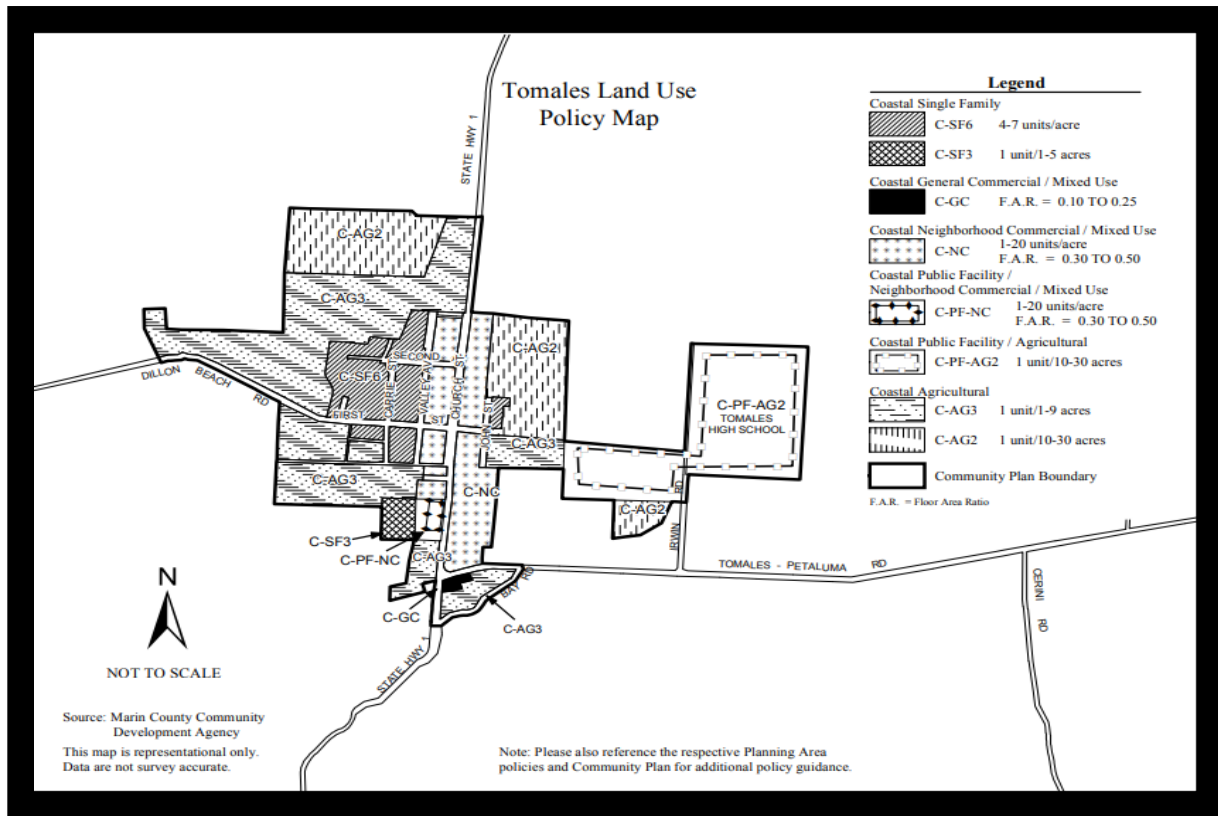 Tomales Land Use
Policy Map
Legend
Coastal Single Family
C-SF6 4-7 units/acre
C-SF3 1 unit/1-5 acres
Coastal General Commercial / Mixed Use
C-GC F.A.R. = 0.10 TO 0.25
Coastal Neighborhood Commercial / Mixed Use
C-NC 1-20 units/acre
F.A.R. = 0.30 TO 0.50
Coastal Public Facility /
Neighborhood Commercial / Mixed Use
C-PF-NC 1-20 units/acre
F.A.R. = 0.30 TO 0.50
Coastal Public Facility / Agricultural
C-PF-AG2 1 unit/10-30 acres
Coastal Agricultural
C-AG3 1 unit/1-9 acres
C-AG2 1 unit/10-30 acres
Community Plan Boundary
F.A.R. = Floor Area Ratio
STATE HWY 1
C-AG2
C-AG3
SECOND
C-AG2
DILLON BEACH RD
C-SF6
CARRIE ST
VALLEY AV
CHURCH ST.
JOHN ST
FIRST ST
C-PF-AG2
TOMALES
HIGH SCHOOL
C-AG3
C-AG3
C-NC
C-AG2
IRWIN RD
C-SF3
C-PF-NC
C-AG3
TOMALES - PETALUMA RD
BAY RD
CERINI RD
C-GC
C-AG3
STATE HWY 1
N
NOT TO SCALE
Source: Marin County Community
Development Agency
This map is representational only.
Data are not survey accurate.
Note: Please also reference the respective Planning Area
policies and Community Plan for additional policy guidance.